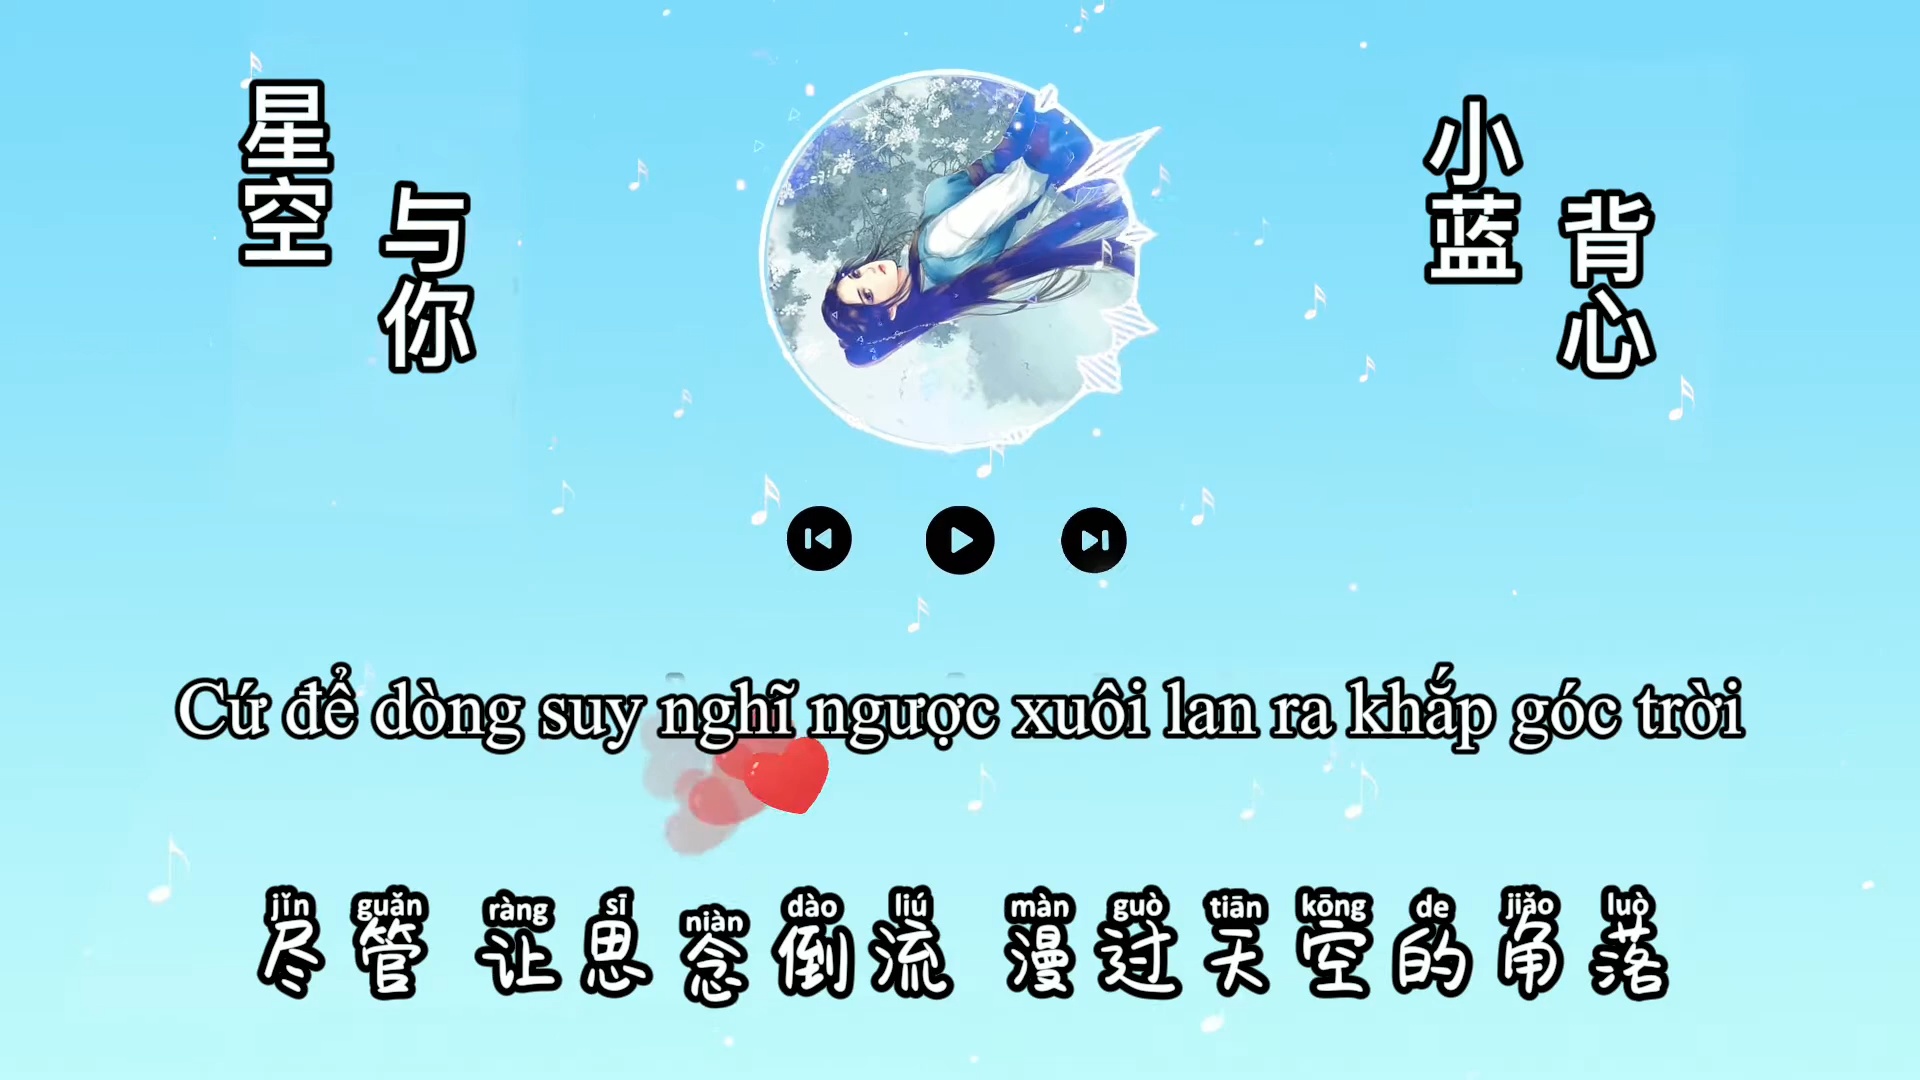 星空
与你
小蓝
背心
Cứ để dòng suy nghĩ ngược xuôi lan ra khắp góc trời
jǐn guǎn ràng sī niàn dào liú màn guò tiān kōng de jiǎo luò
尽管 让思念倒流 漫过天空的角落